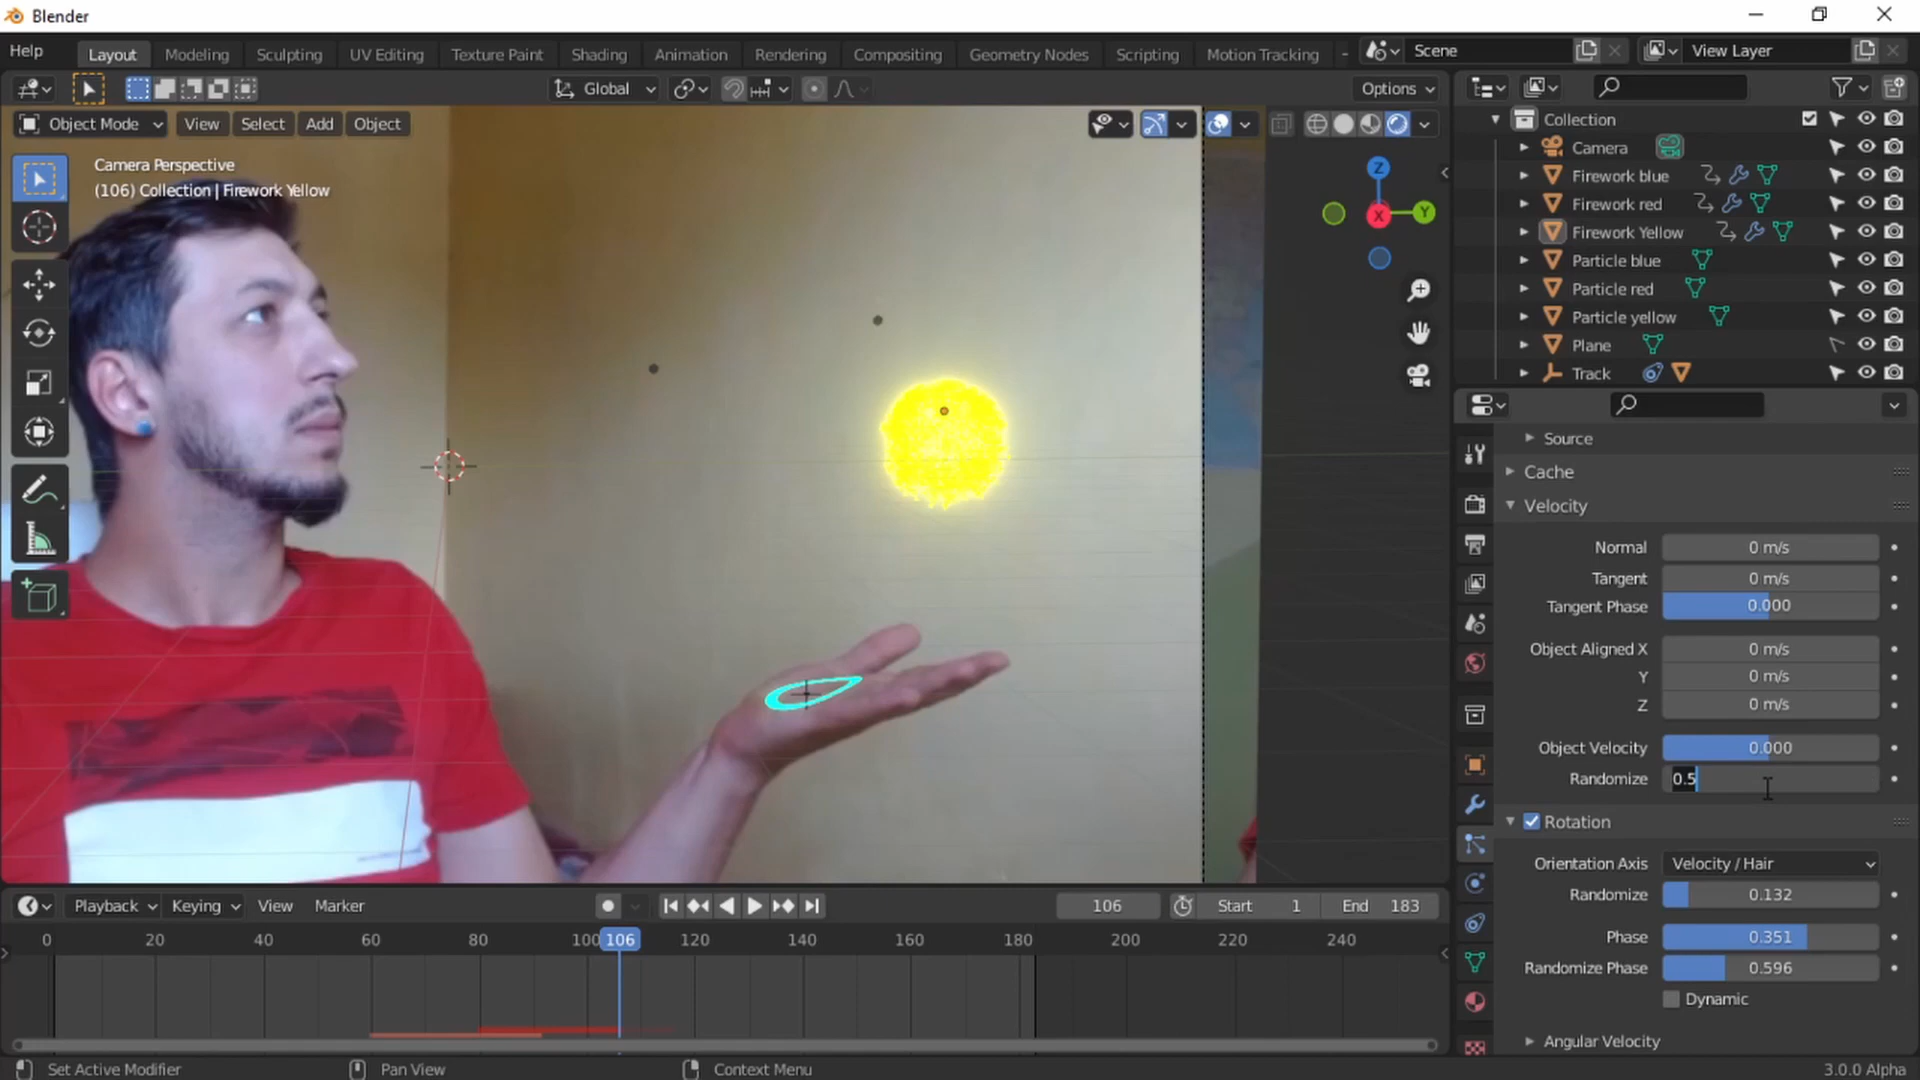 Blender
Help Layout Modeling Sculpting UV Editing Texture Paint Shading Animation Rendering Compositing Geometry Nodes Scripting Motion Tracking Scene View Layer
Global Options
Object Mode View Select Add Object
Camera Perspective
(106) Collection | Firework Yellow
Z
X Y
Collection
Camera
Firework blue
Firework red
Firework Yellow
Particle blue
Particle red
Particle yellow
Plane
Track
Source
Cache
Velocity
Normal 0 m/s
Tangent 0 m/s
Tangent Phase 0.000
Object Aligned X 0 m/s
Y 0 m/s
Z 0 m/s
Object Velocity 0.000
Randomize 0.5
Rotation
Orientation Axis Velocity / Hair
Randomize 0.132
Phase 0.351
Randomize Phase 0.596
Dynamic
Angular Velocity
Playback Keying View Marker 106 Start 1 End 183
0 20 40 60 80 100 106 120 140 160 180 200 220 240
Set Active Modifier Pan View Context Menu 3.0.0 Alpha